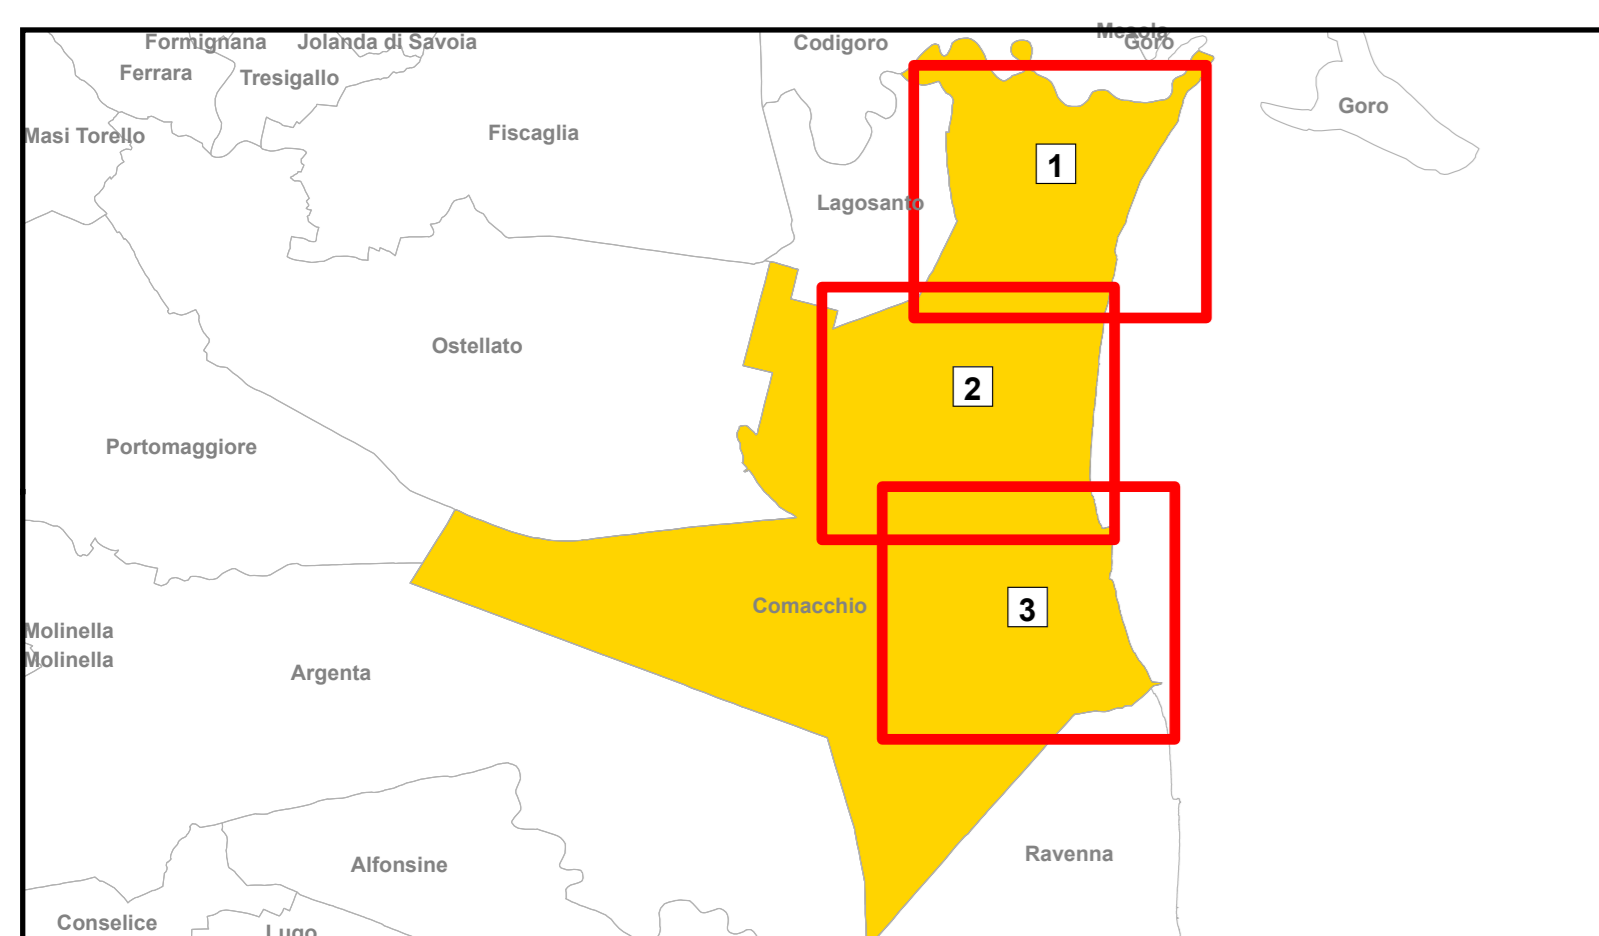 Mesola
Formignana
Jolanda di Savoia
Codigoro
Goro
Ferrara
Tresigallo
Goro
Masi Torello
Fiscaglia
1
Lagosanto
Ostellato
2
Portomaggiore
Comacchio
3
Molinella
Molinella
Argenta
Ravenna
Alfonsine
Conselice
Lugo